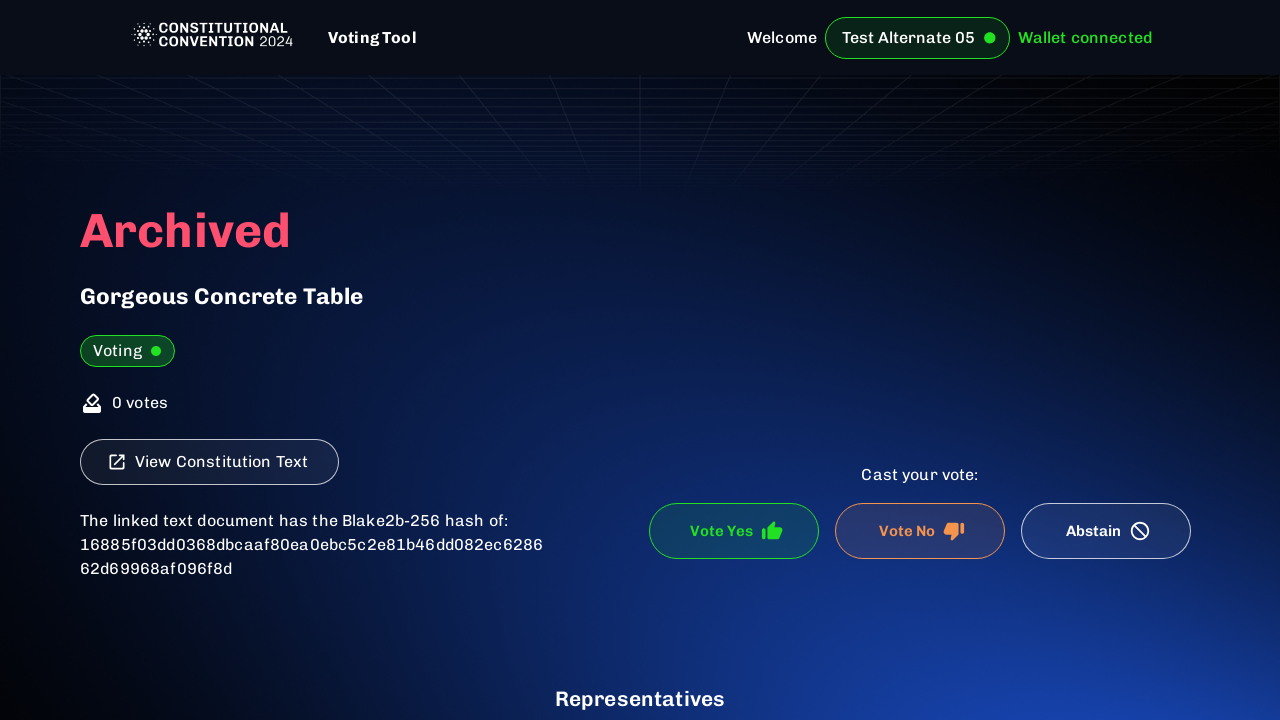 CONSTITUTIONAL
CONVENTION 2024
Voting Tool
Welcome
Test Alternate 05
Wallet connected
Archived
Gorgeous Concrete Table
Voting
0 votes
View Constitution Text
The linked text document has the Blake2b-256 hash of:
16885f03dd0368dbcaaf80ea0ebc5c2e81b46dd082ec6286
62d69968af096f8d
Cast your vote:
Vote Yes
Vote No
Abstain
Representatives